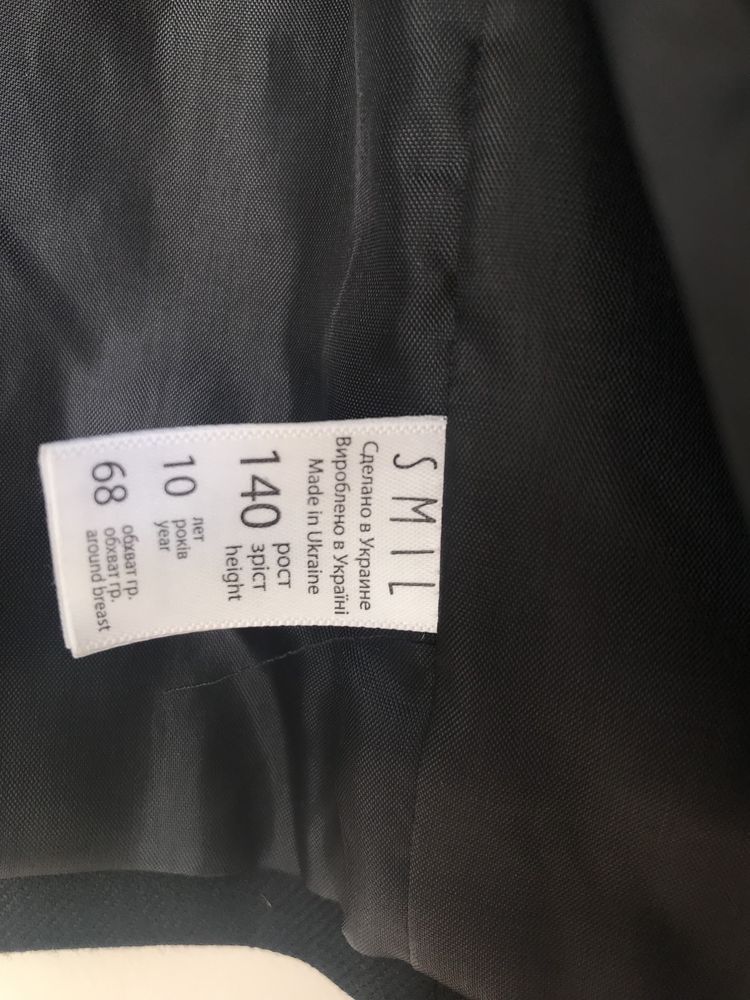 SMIL
Сделано в Украине
Вироблено в Україні
Made in Ukraine
140 рост
зріст
height
10 лет
років
year
68 обхват гр.
обхват гр.
around breast